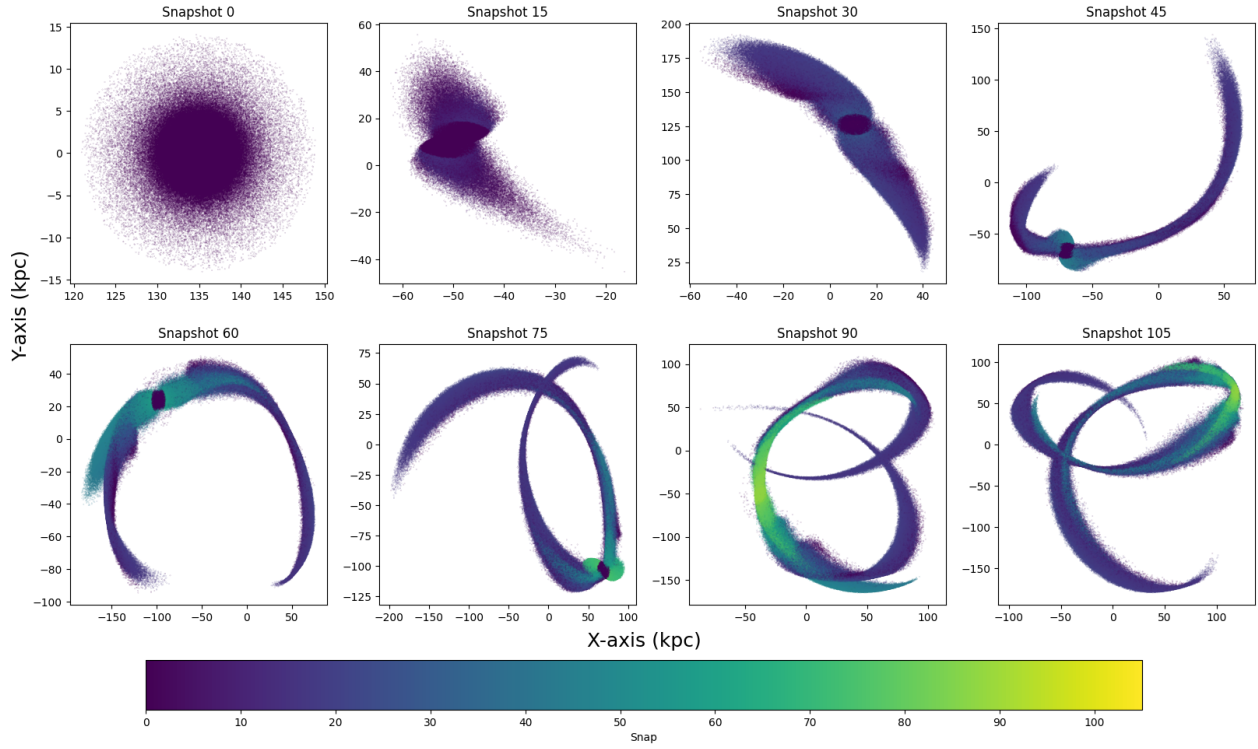 Snapshot 0
15
10
5
0
−5
−10
−15
120 125 130 135 140 145 150
Snapshot 15
60
40
20
0
−20
−40
−60 −50 −40 −30 −20
Snapshot 30
200
175
150
125
100
75
50
25
−60 −40 −20 0 20 40
Snapshot 45
150
100
50
0
−50
−100 −50 0 50
Y-axis (kpc)
Snapshot 60
40
20
0
−20
−40
−60
−80
−100
−150 −100 −50 0 50
Snapshot 75
75
50
25
0
−25
−50
−75
−100
−125
−200 −150 −100 −50 0 50 100
Snapshot 90
100
50
0
−50
−100
−150
−50 0 50 100
Snapshot 105
100
50
0
−50
−100
−150
−100 −50 0 50 100
X-axis (kpc)
0 10 20 30 40 50 60 70 80 90 100
Snap